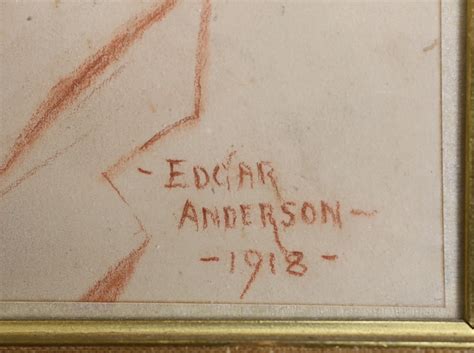 - EDGAR
ANDERSON -
- 1918 -